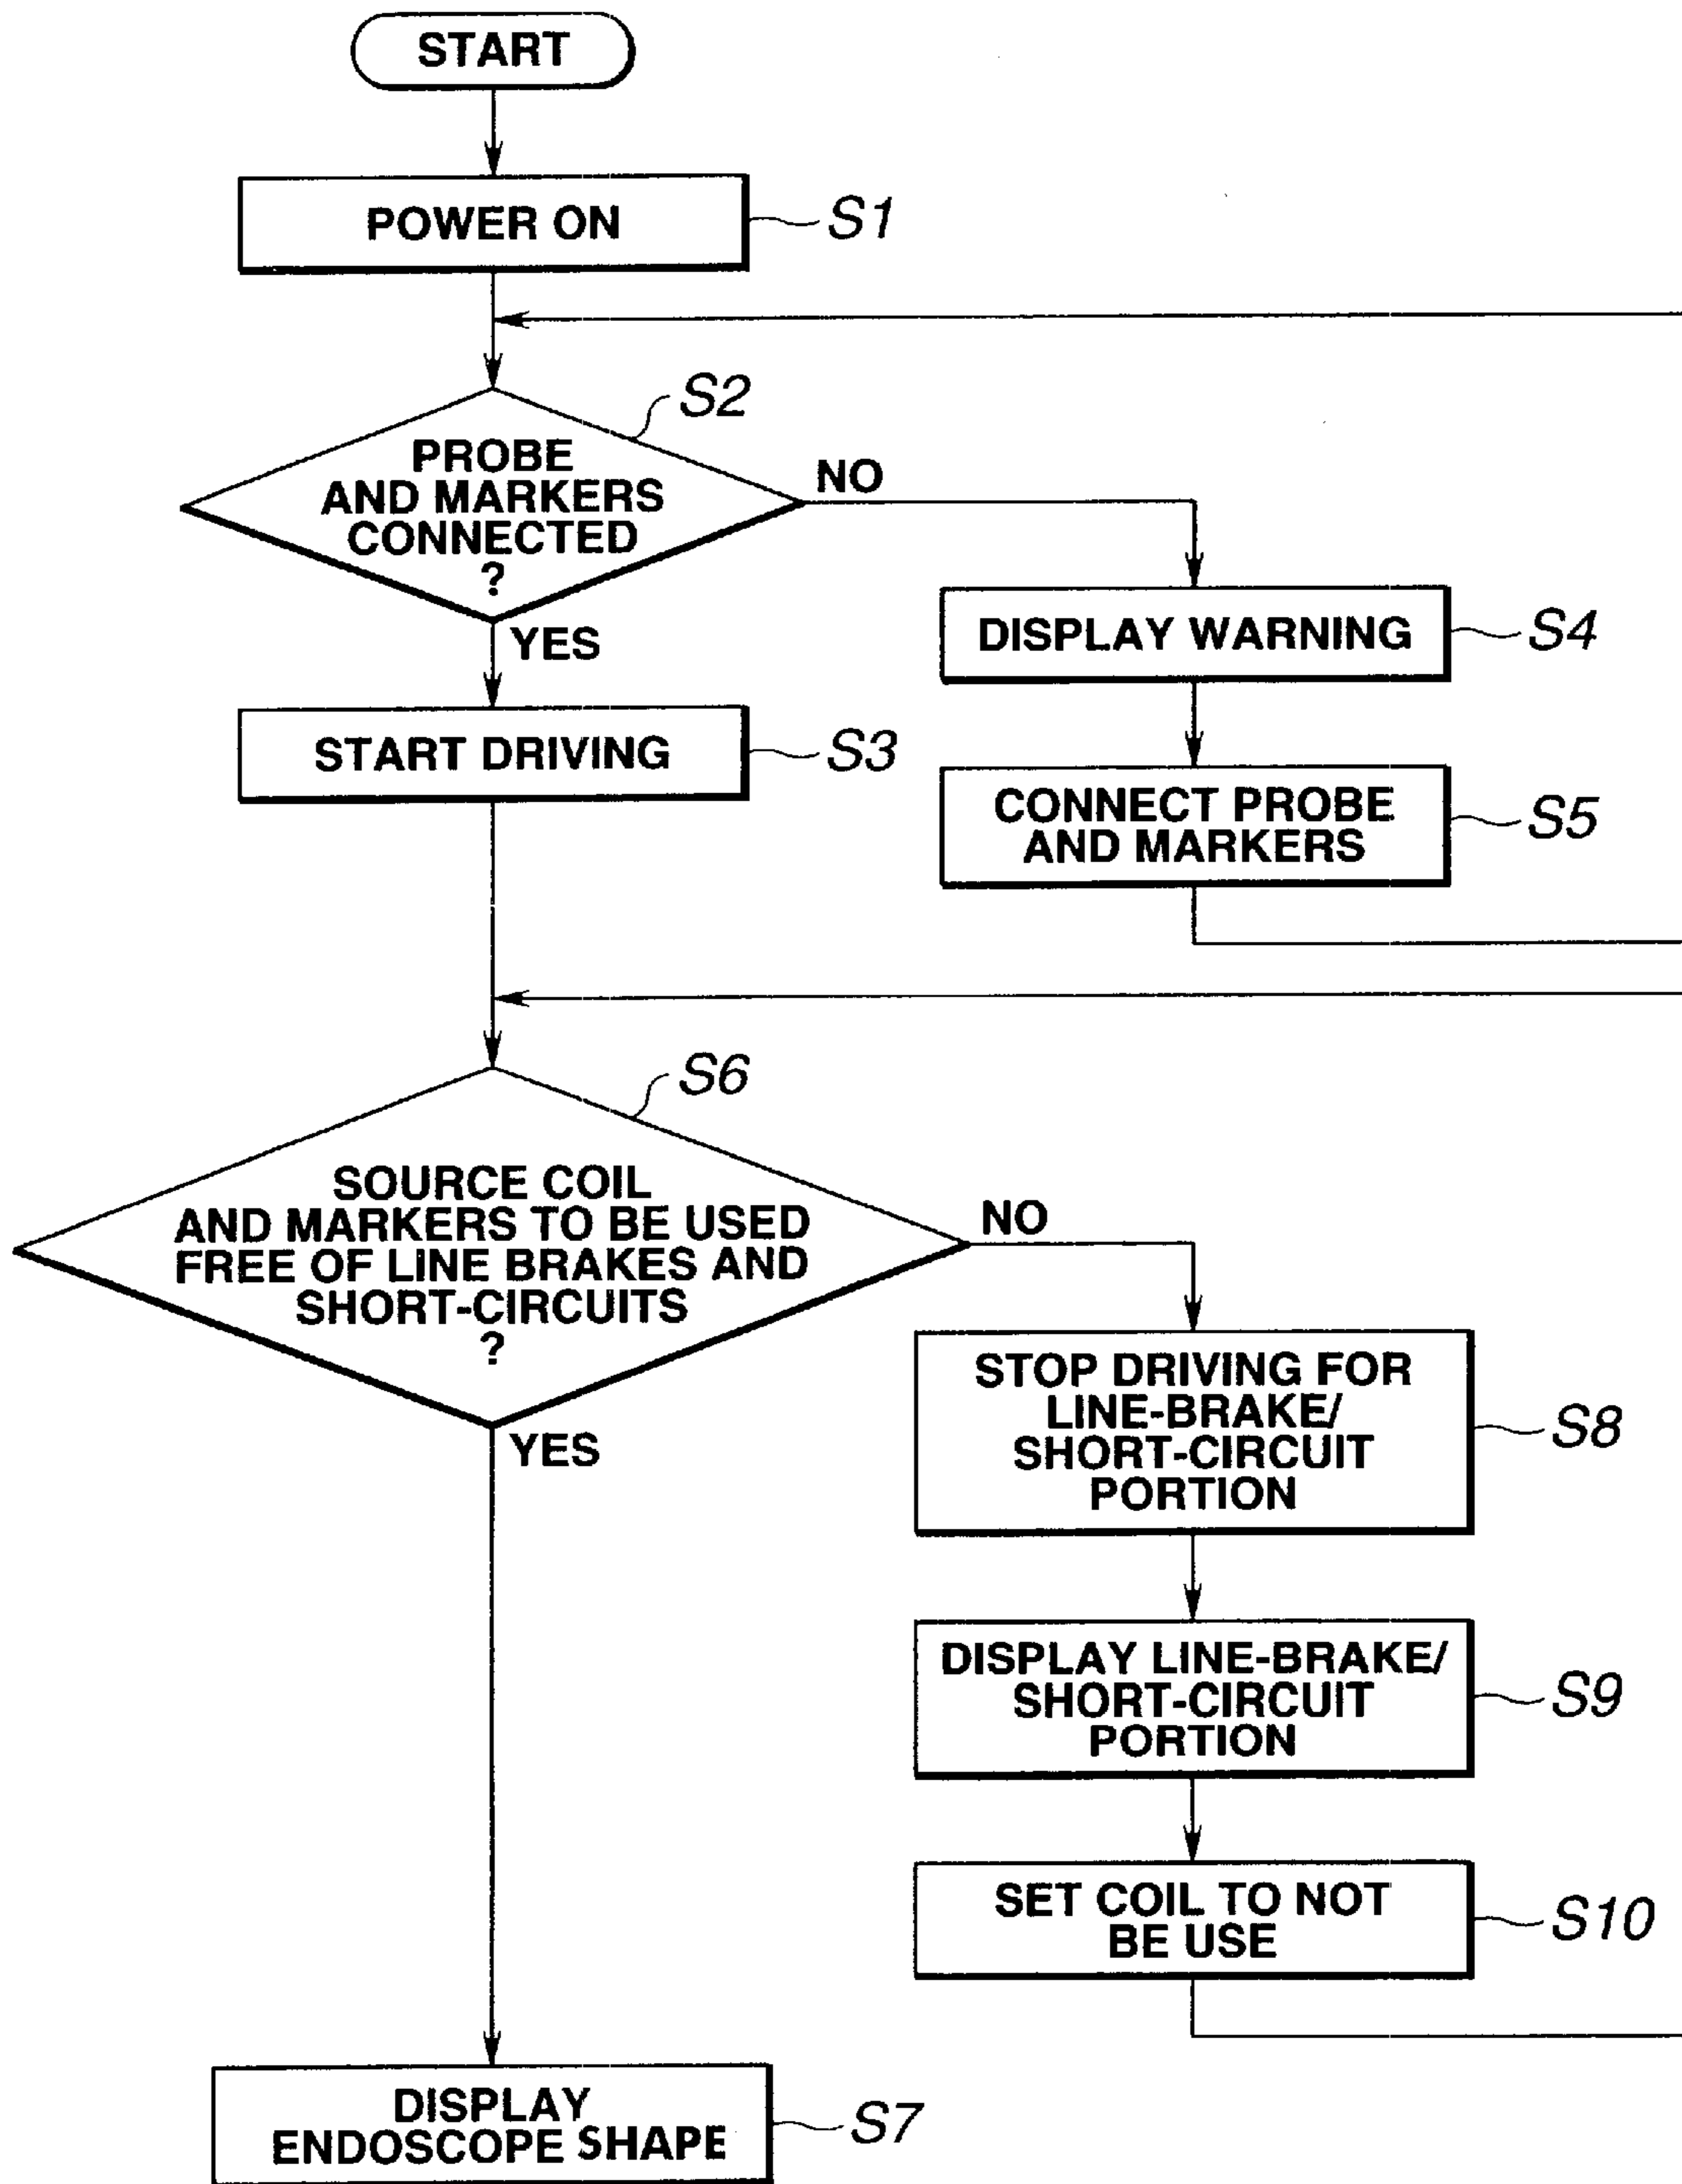 START
POWER ON
S1
S2
PROBE
AND MARKERS
CONNECTED
?
NO
YES
DISPLAY WARNING
S4
START DRIVING
S3
CONNECT PROBE
AND MARKERS
S5
S6
SOURCE COIL
AND MARKERS TO BE USED
FREE OF LINE BRAKES AND
SHORT-CIRCUITS
?
NO
YES
STOP DRIVING FOR
LINE-BRAKE/
SHORT-CIRCUIT
PORTION
S8
DISPLAY LINE-BRAKE/
SHORT-CIRCUIT
PORTION
S9
SET COIL TO NOT
BE USE
S10
DISPLAY
ENDOSCOPE SHAPE
S7